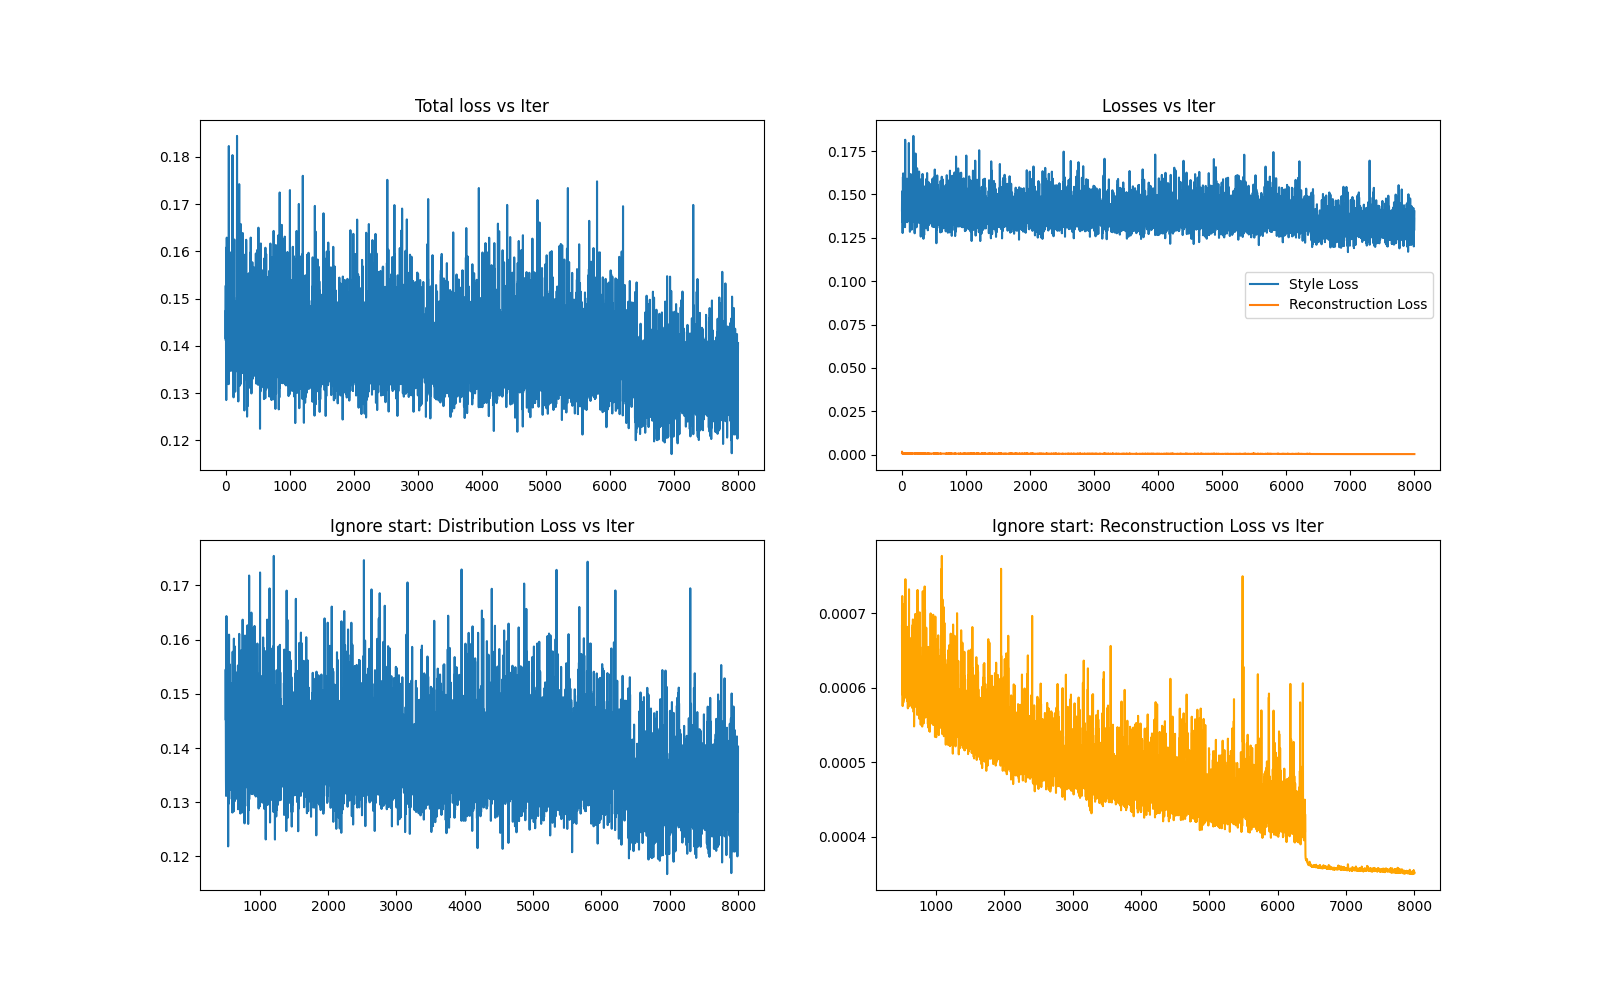 Total loss vs Iter
0.18
0.17
0.16
0.15
0.14
0.13
0.12
0 1000 2000 3000 4000 5000 6000 7000 8000
Losses vs Iter
0.175
0.150
0.125
0.100
0.075
0.050
0.025
0.000
Style Loss
Reconstruction Loss
0 1000 2000 3000 4000 5000 6000 7000 8000
Ignore start: Distribution Loss vs Iter
0.17
0.16
0.15
0.14
0.13
0.12
1000 2000 3000 4000 5000 6000 7000 8000
Ignore start: Reconstruction Loss vs Iter
0.0007
0.0006
0.0005
0.0004
1000 2000 3000 4000 5000 6000 7000 8000